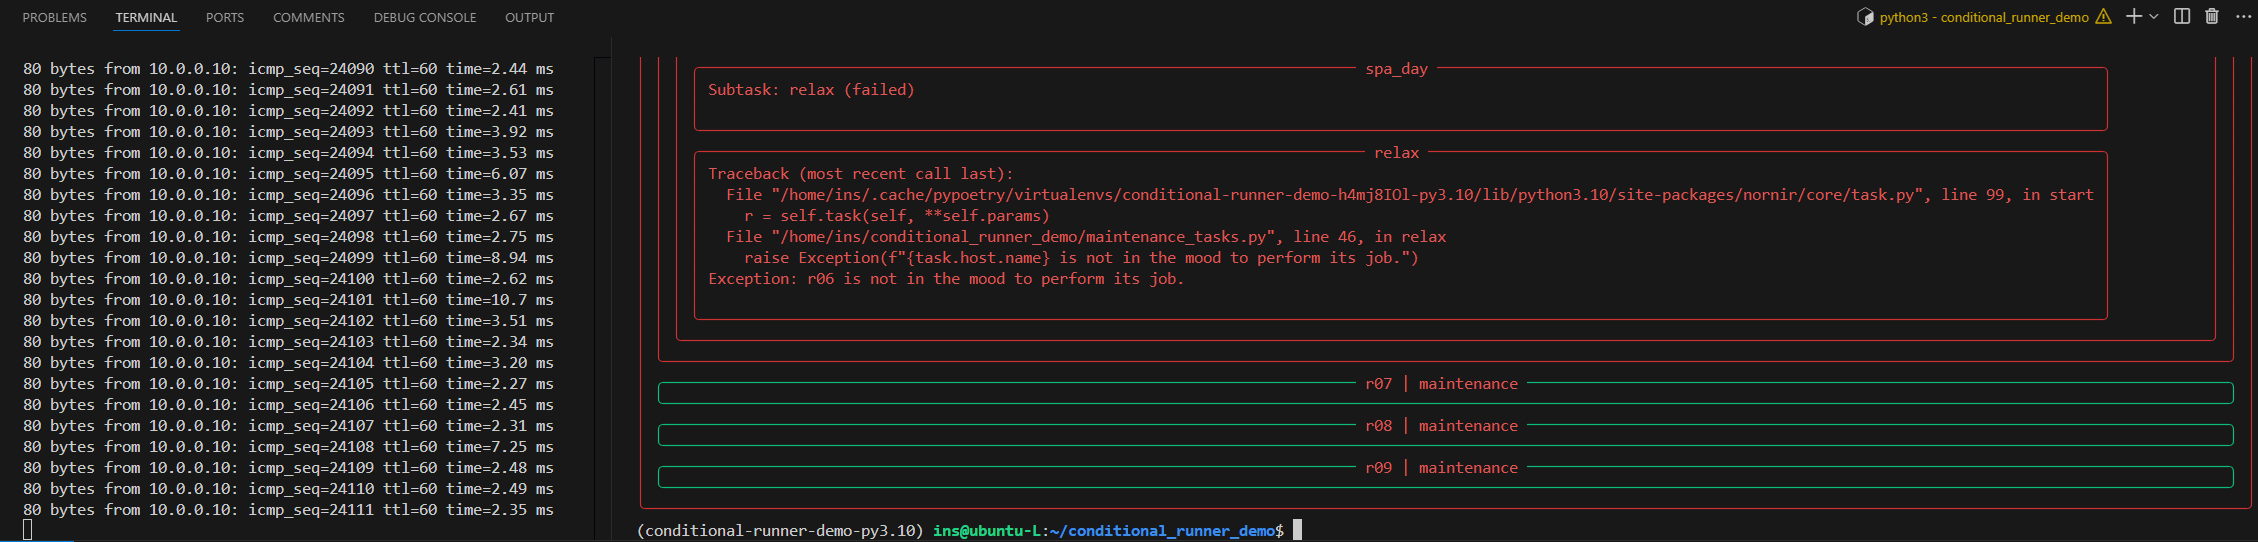 PROBLEMS TERMINAL PORTS COMMENTS DEBUG CONSOLE OUTPUT
python3 - conditional_runner_demo
80 bytes from 10.0.0.10: icmp_seq=24090 ttl=60 time=2.44 ms
80 bytes from 10.0.0.10: icmp_seq=24091 ttl=60 time=2.61 ms
80 bytes from 10.0.0.10: icmp_seq=24092 ttl=60 time=2.41 ms
80 bytes from 10.0.0.10: icmp_seq=24093 ttl=60 time=3.92 ms
80 bytes from 10.0.0.10: icmp_seq=24094 ttl=60 time=3.53 ms
80 bytes from 10.0.0.10: icmp_seq=24095 ttl=60 time=6.07 ms
80 bytes from 10.0.0.10: icmp_seq=24096 ttl=60 time=3.35 ms
80 bytes from 10.0.0.10: icmp_seq=24097 ttl=60 time=2.67 ms
80 bytes from 10.0.0.10: icmp_seq=24098 ttl=60 time=2.75 ms
80 bytes from 10.0.0.10: icmp_seq=24099 ttl=60 time=8.94 ms
80 bytes from 10.0.0.10: icmp_seq=24100 ttl=60 time=2.62 ms
80 bytes from 10.0.0.10: icmp_seq=24101 ttl=60 time=10.7 ms
80 bytes from 10.0.0.10: icmp_seq=24102 ttl=60 time=3.51 ms
80 bytes from 10.0.0.10: icmp_seq=24103 ttl=60 time=2.34 ms
80 bytes from 10.0.0.10: icmp_seq=24104 ttl=60 time=3.20 ms
80 bytes from 10.0.0.10: icmp_seq=24105 ttl=60 time=2.27 ms
80 bytes from 10.0.0.10: icmp_seq=24106 ttl=60 time=2.45 ms
80 bytes from 10.0.0.10: icmp_seq=24107 ttl=60 time=2.31 ms
80 bytes from 10.0.0.10: icmp_seq=24108 ttl=60 time=7.25 ms
80 bytes from 10.0.0.10: icmp_seq=24109 ttl=60 time=2.48 ms
80 bytes from 10.0.0.10: icmp_seq=24110 ttl=60 time=2.49 ms
80 bytes from 10.0.0.10: icmp_seq=24111 ttl=60 time=2.35 ms
spa_day
Subtask: relax (failed)
relax
Traceback (most recent call last):
File "/home/ins/.cache/pypoetry/virtualenvs/conditional-runner-demo-h4mj8IOl-py3.10/lib/python3.10/site-packages/nornir/core/task.py", line 99, in start
r = self.task(self, **self.params)
File "/home/ins/conditional_runner_demo/maintenance_tasks.py", line 46, in relax
raise Exception(f"{task.host.name} is not in the mood to perform its job.")
Exception: r06 is not in the mood to perform its job.
r07 | maintenance
r08 | maintenance
r09 | maintenance
(conditional-runner-demo-py3.10) ins@ubuntu-L:~/conditional_runner_demo$